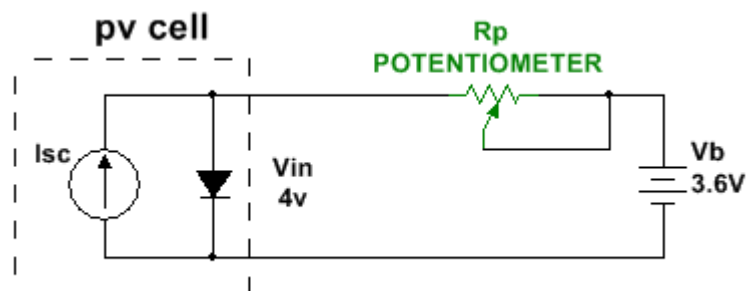 pv cell
Rp
POTENTIOMETER
Isc
Vin
4v
Vb
3.6V